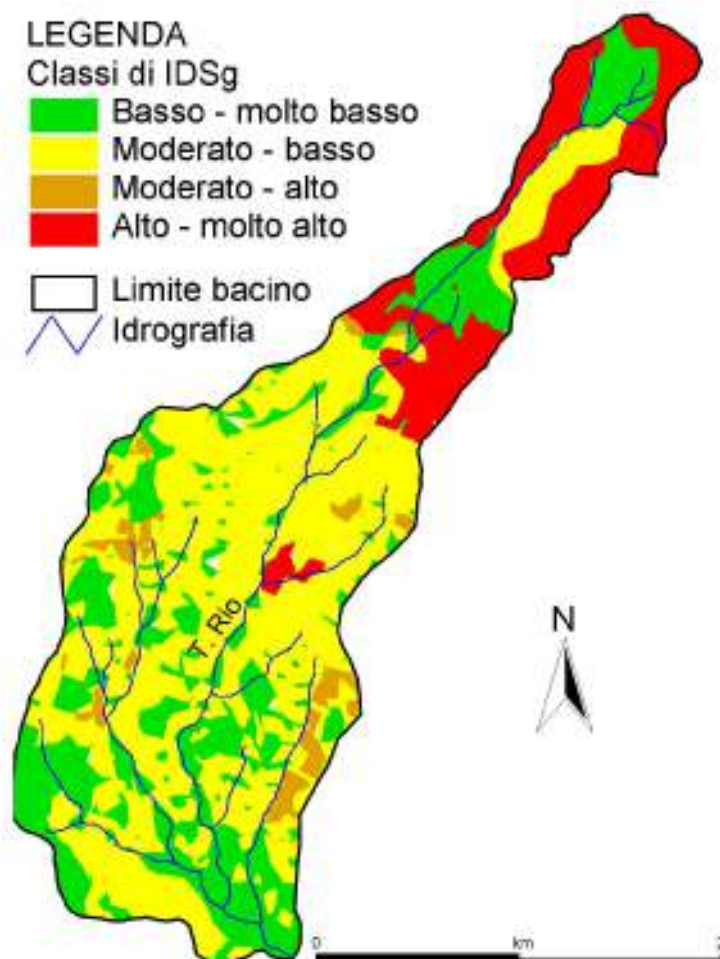 LEGENDA
Classi di IDSg
Basso - molto basso
Moderato - basso
Moderato - alto
Alto - molto alto
Limite bacino
Idrografia
T. Rio
N
0 km 2